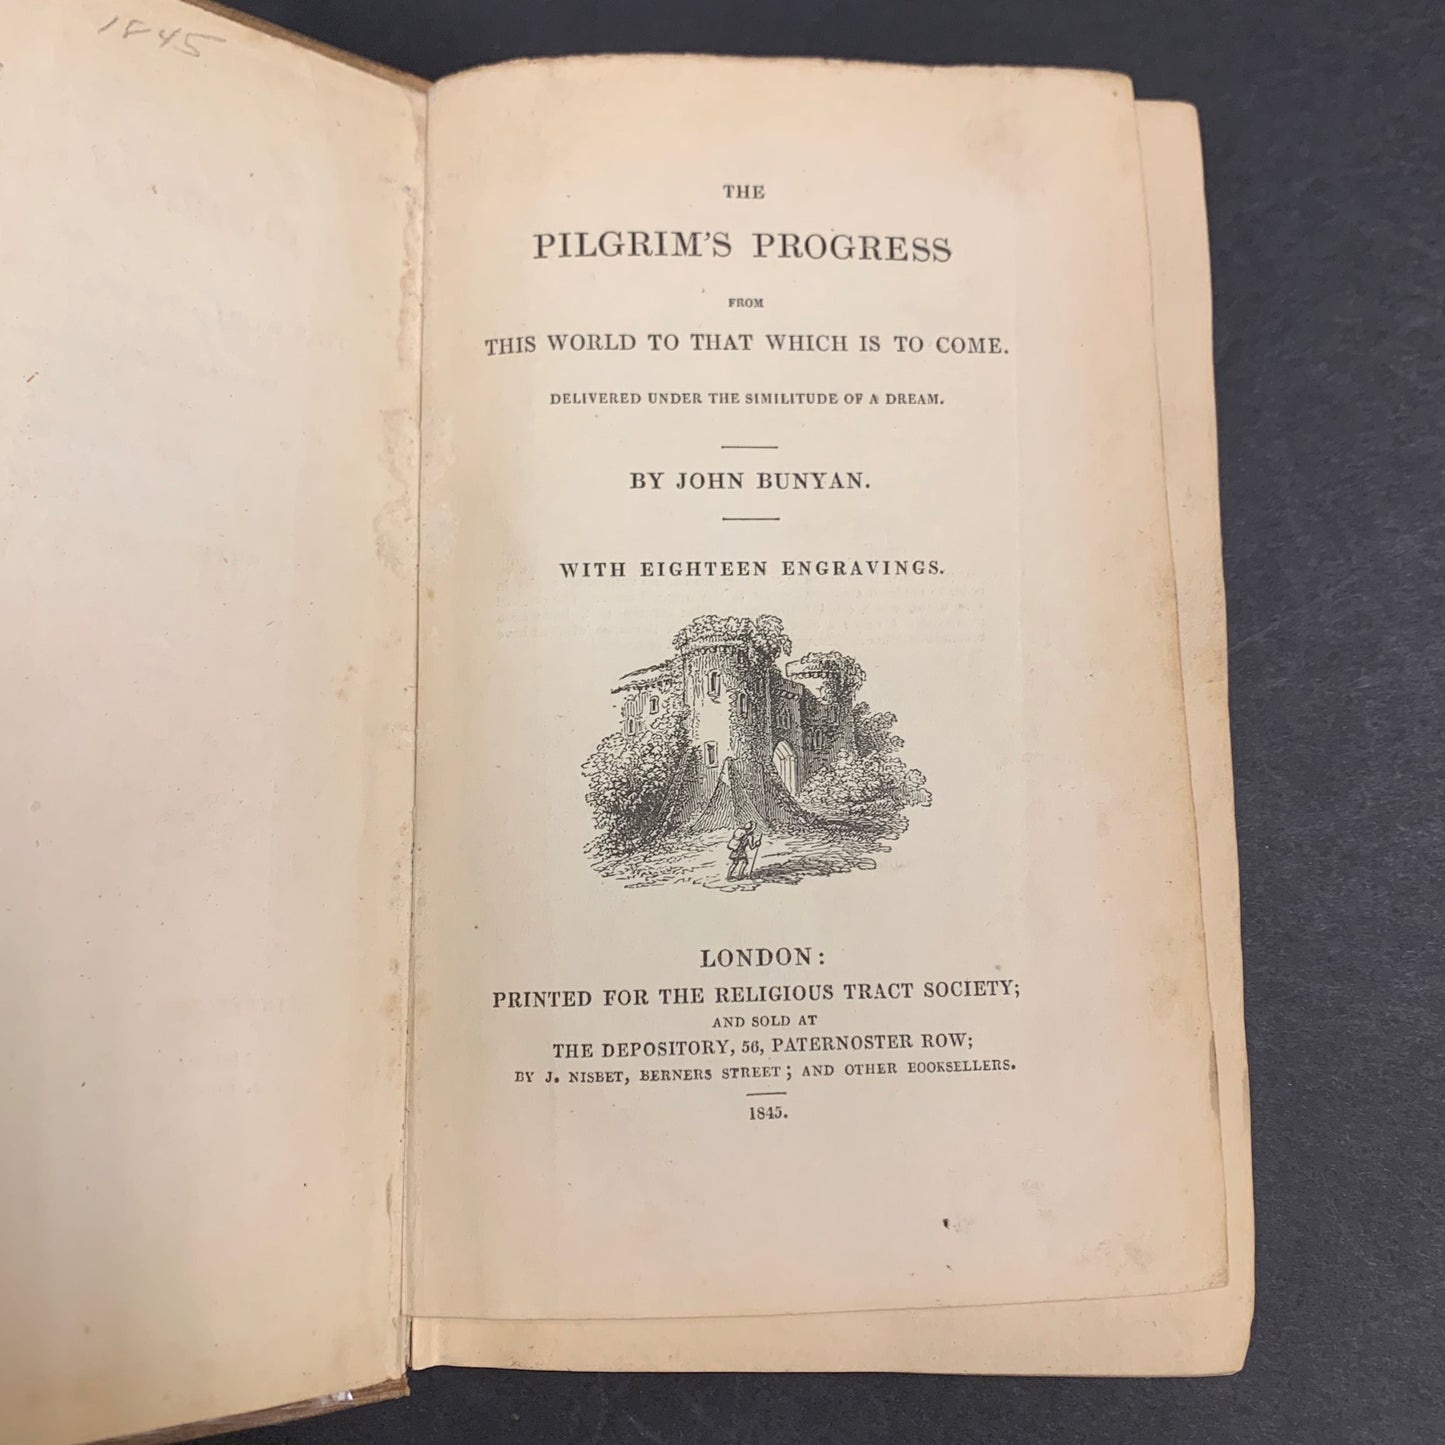 1845
THE
PILGRIM'S PROGRESS
FROM
THIS WORLD TO THAT WHICH IS TO COME.
DELIVERED UNDER THE SIMILITUDE OF A DREAM.
BY JOHN BUNYAN.
WITH EIGHTEEN ENGRAVINGS.
LONDON:
PRINTED FOR THE RELIGIOUS TRACT SOCIETY;
AND SOLD AT
THE DEPOSITORY, 56, PATERNOSTER ROW;
BY J. NISBET, BERNERS STREET; AND OTHER BOOKSELLERS.
1845.